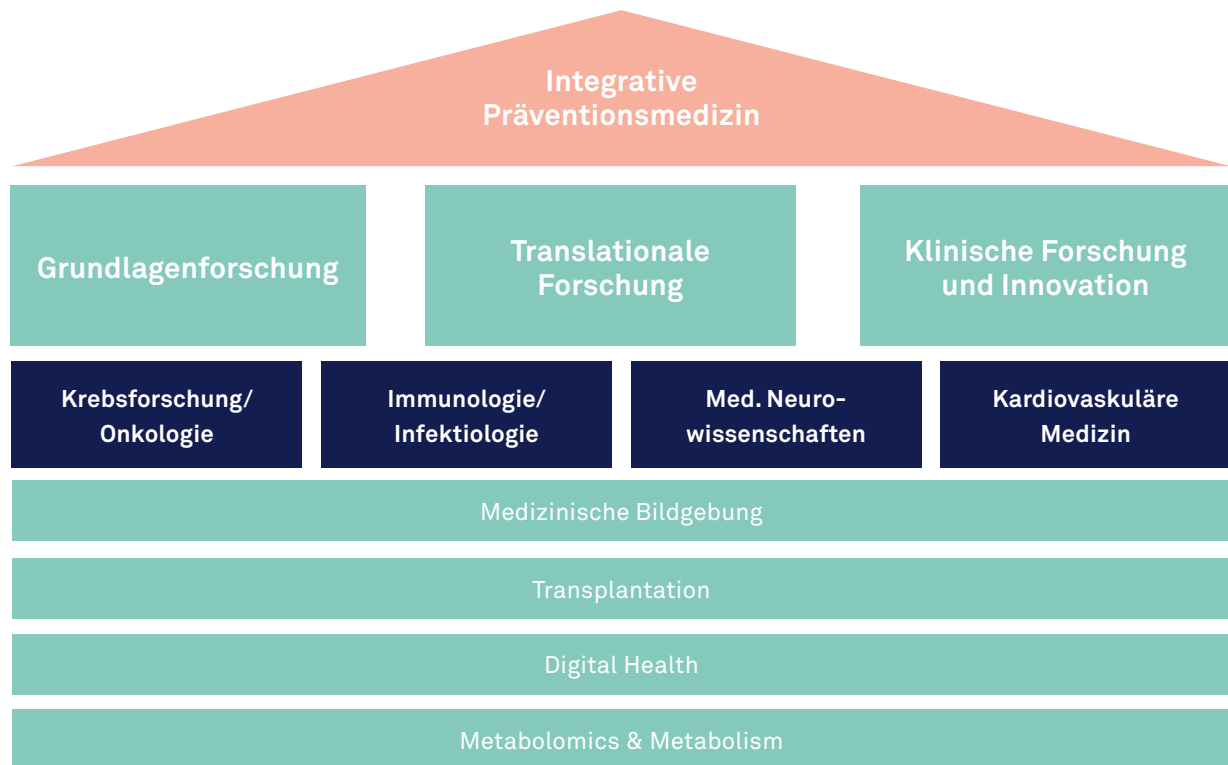 Integrative
Präventionsmedizin
Grundlagenforschung
Translationale
Forschung
Klinische Forschung
und Innovation
Krebsforschung/
Onkologie
Immunologie/
Infektiologie
Med. Neuro-
wissenschaften
Kardiovaskuläre
Medizin
Medizinische Bildgebung
Transplantation
Digital Health
Metabolomics & Metabolism